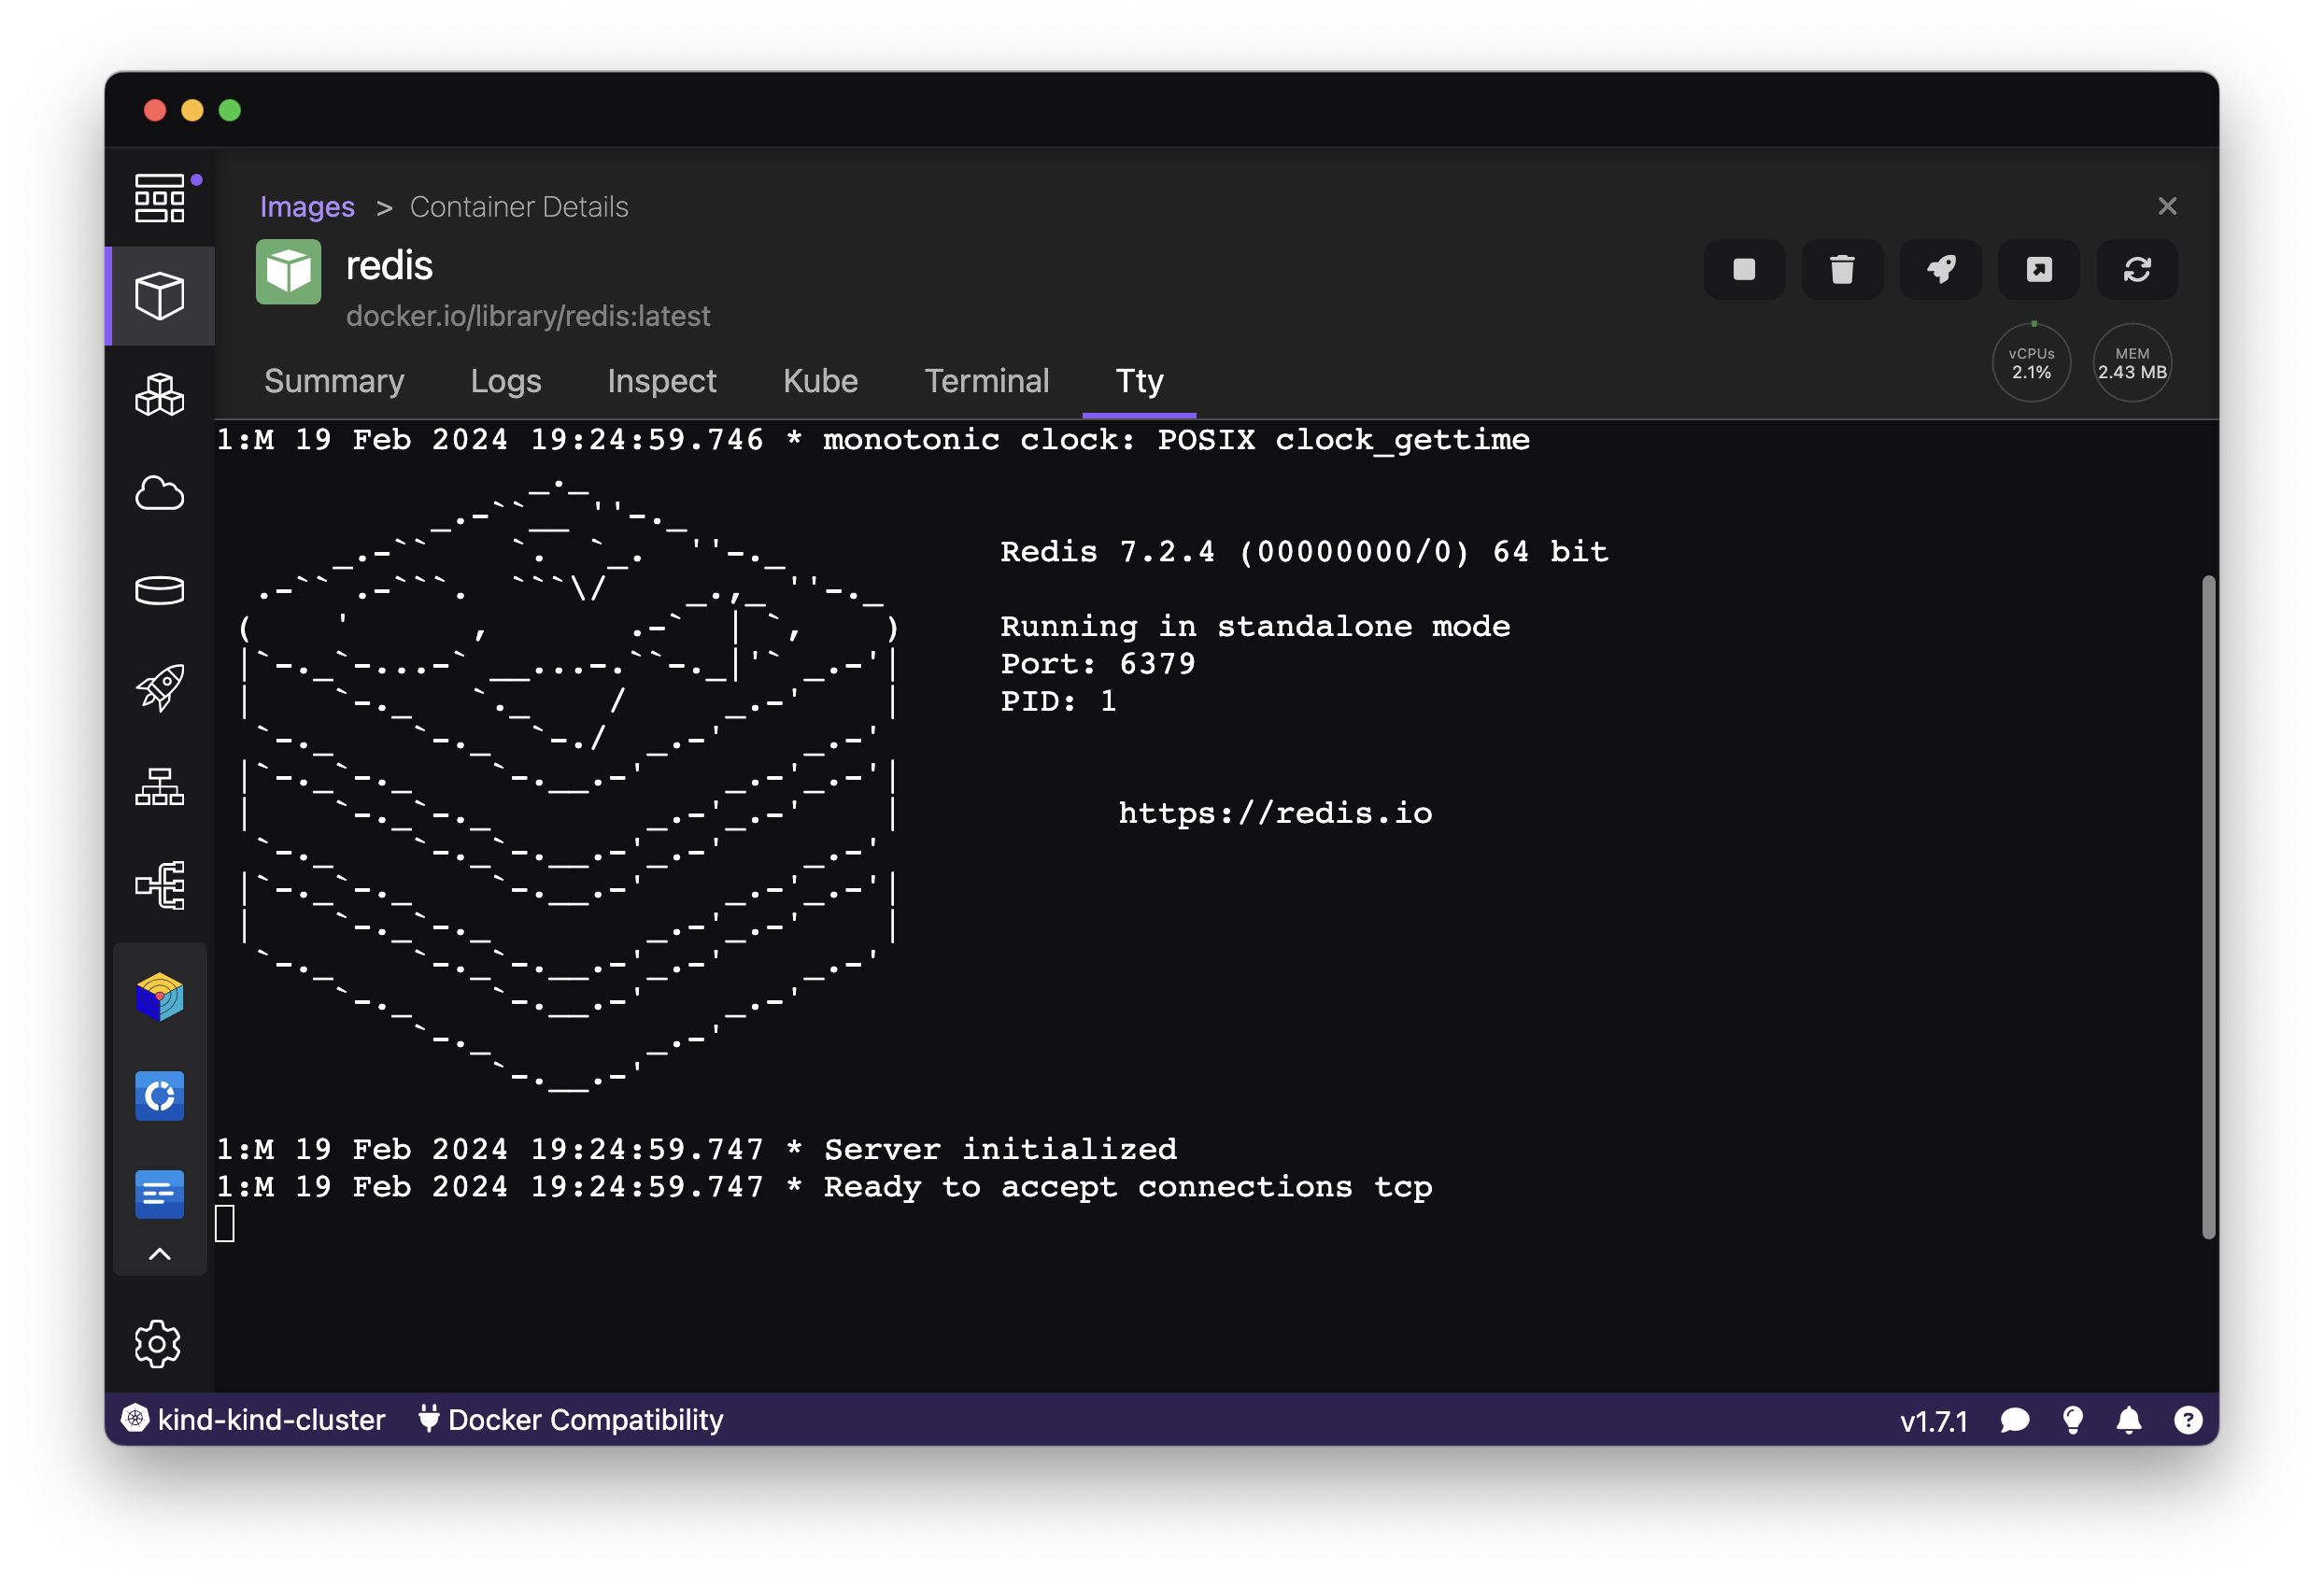 Images > Container Details
redis
docker.io/library/redis:latest
vCPUs
2.1%
MEM
2.43 MB
Summary Logs Inspect Kube Terminal Tty
1:M 19 Feb 2024 19:24:59.746 * monotonic clock: POSIX clock_gettime
Redis 7.2.4 (00000000/0) 64 bit
Running in standalone mode
Port: 6379
PID: 1
https://redis.io
1:M 19 Feb 2024 19:24:59.747 * Server initialized
1:M 19 Feb 2024 19:24:59.747 * Ready to accept connections tcp
kind-kind-cluster Docker Compatibility v1.7.1